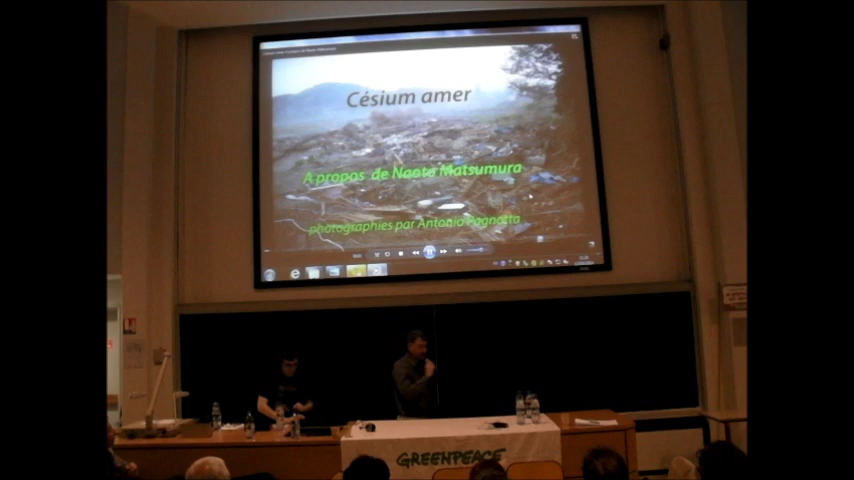 Césium amer
A propos de Naoto Matsumura
photographies par Antonio Pagnotta
GREENPEACE